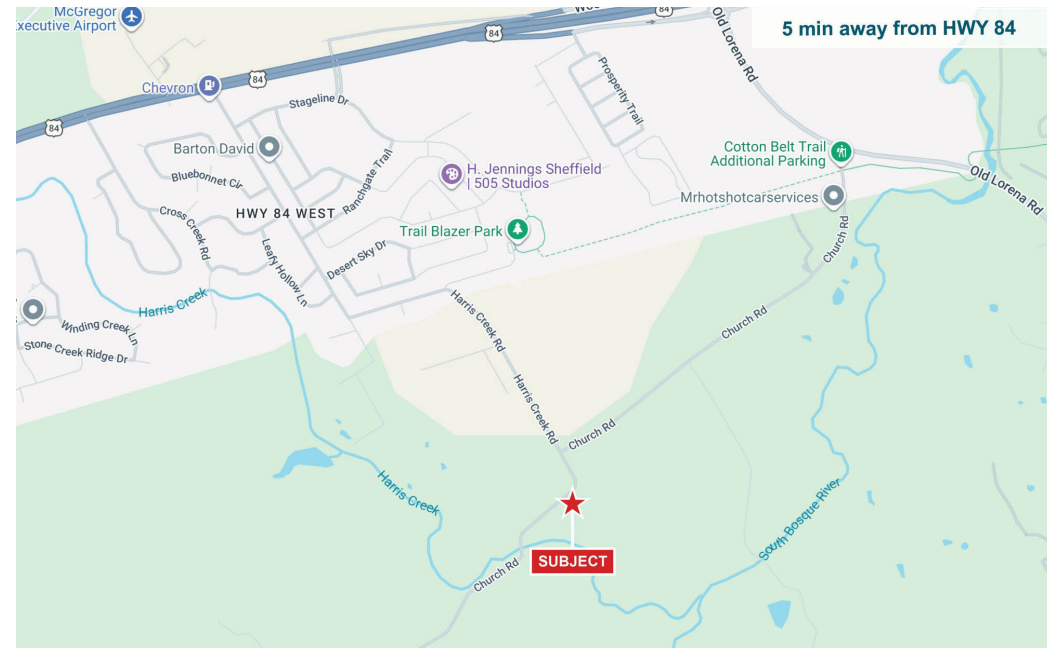 McGregor
xecutive Airport
84
84
5 min away from HWY 84
Old Lorena Rd
84
Chevron
84
Stageline Dr
Prosperity Trail
Barton David
Cotton Belt Trail
Additional Parking
Bluebonnet Cir
Ranchgate Trail
H. Jennings Sheffield
| 505 Studios
Old Lorena Rd
Mrhotshotcarservices
Cross Creek Rd
HWY 84 WEST
Trail Blazer Park
Church Rd
Leafy Hollow Ln
Desert Sky Dr
Harris Creek
Harris Creek Rd
Church Rd
Winding Creek Ln
Stone Creek Ridge Dr
Harris Creek Rd
Church Rd
Harris Creek
South Bosque River
SUBJECT
Church Rd